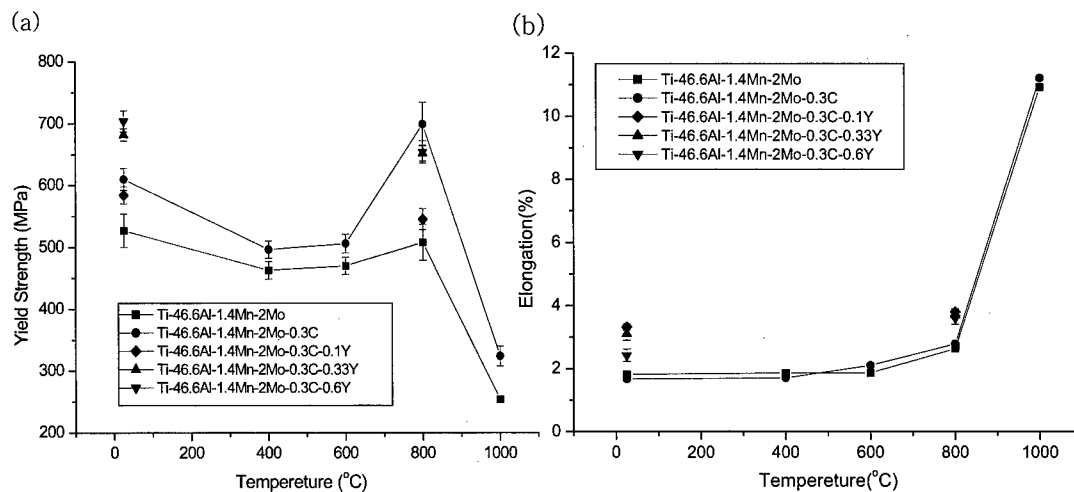 (a)
800
700
600
500
400
300
200
Yield Strength (MPa)
Ti-46.6Al-1.4Mn-2Mo
Ti-46.6Al-1.4Mn-2Mo-0.3C
Ti-46.6Al-1.4Mn-2Mo-0.3C-0.1Y
Ti-46.6Al-1.4Mn-2Mo-0.3C-0.33Y
Ti-46.6Al-1.4Mn-2Mo-0.3C-0.6Y
0 200 400 600 800 1000
Tempereture (°C)
(b)
12
10
8
6
4
2
0
Elongation(%)
Ti-46.6Al-1.4Mn-2Mo
Ti-46.6Al-1.4Mn-2Mo-0.3C
Ti-46.6Al-1.4Mn-2Mo-0.3C-0.1Y
Ti-46.6Al-1.4Mn-2Mo-0.3C-0.33Y
Ti-46.6Al-1.4Mn-2Mo-0.3C-0.6Y
0 200 400 600 800 1000
Tempereture(°C)